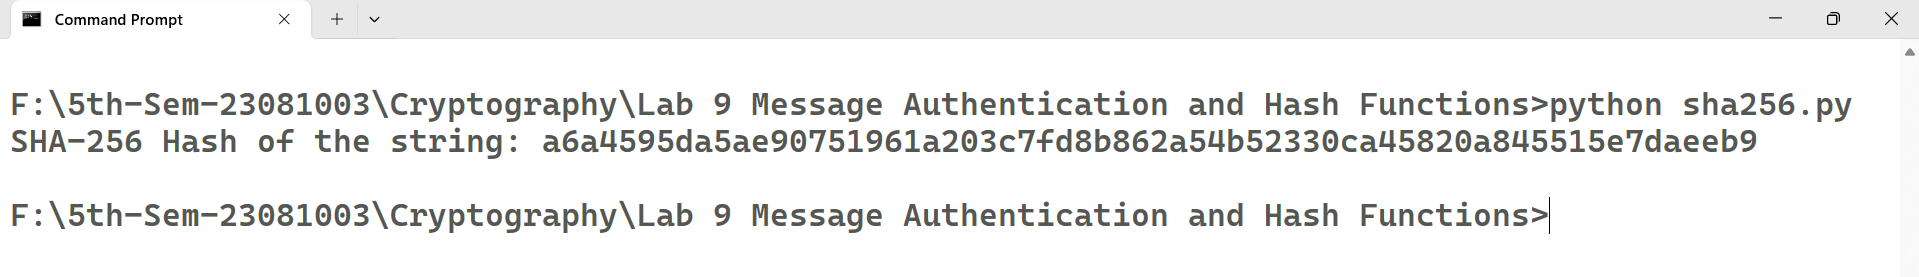 Command Prompt
F:\5th-Sem-23081003\Cryptography\Lab 9 Message Authentication and Hash Functions>python sha256.py
SHA-256 Hash of the string: a6a4595da5ae90751961a203c7fd8b862a54b52330ca45820a845515e7daeeb9
F:\5th-Sem-23081003\Cryptography\Lab 9 Message Authentication and Hash Functions>